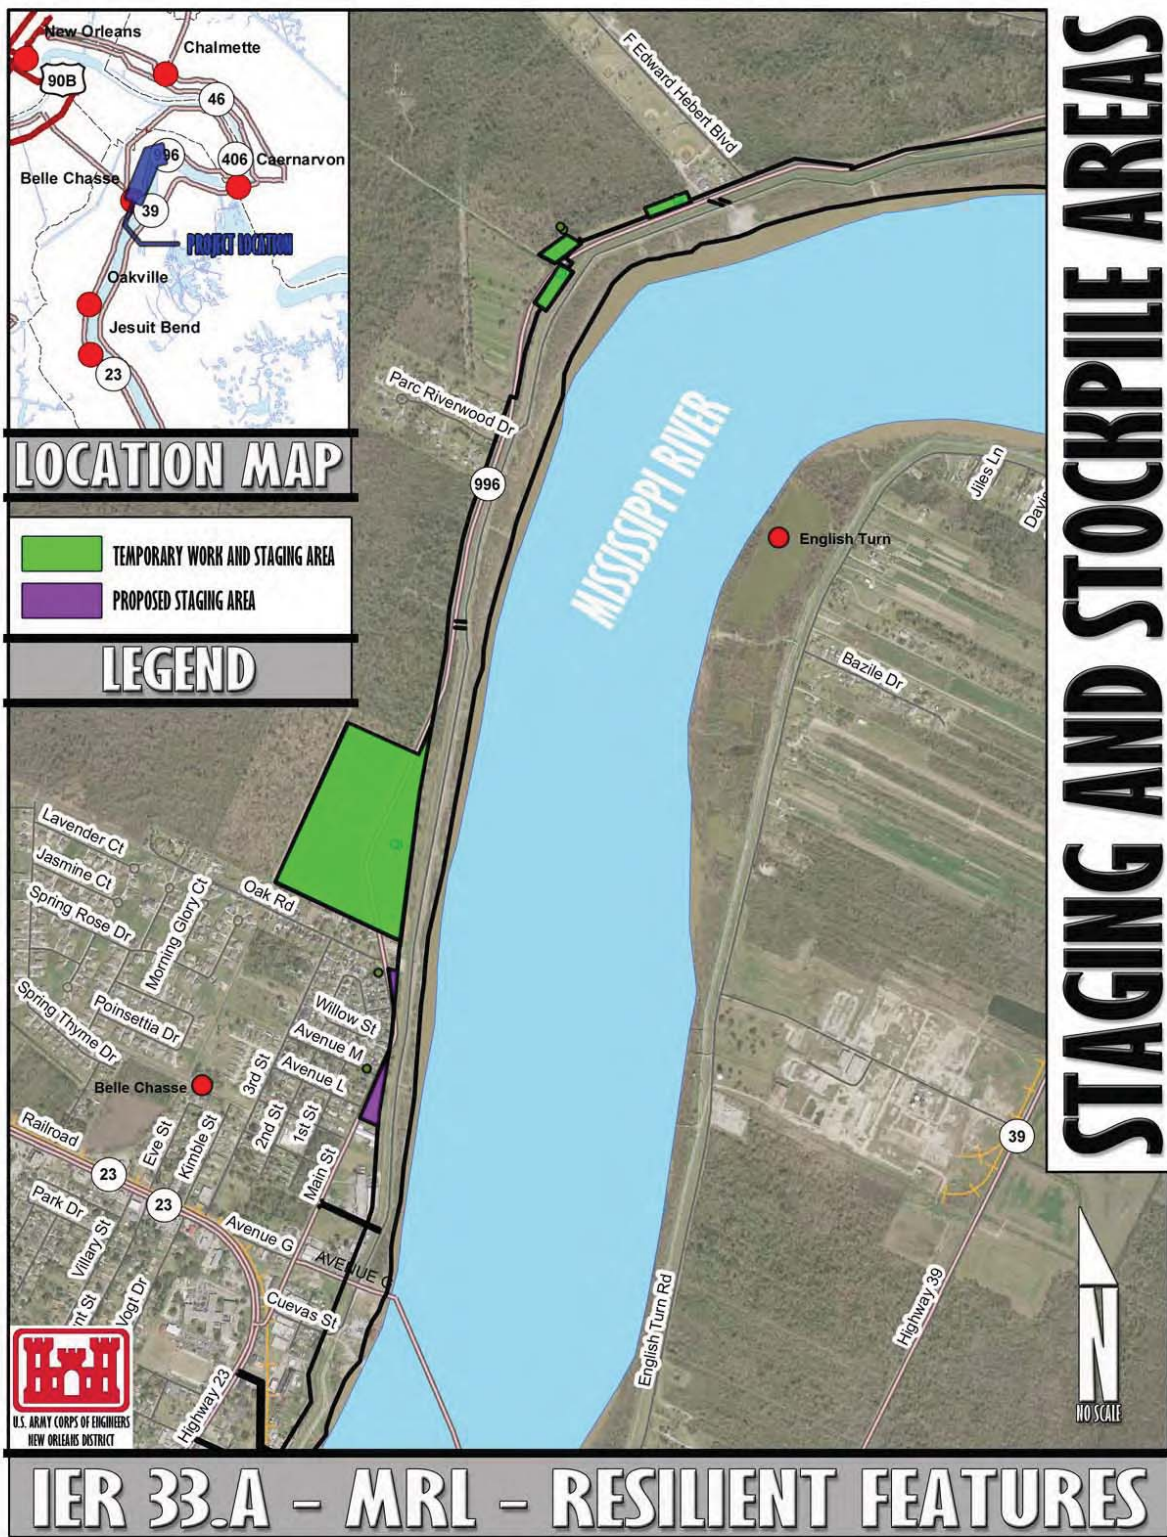 New Orleans
Chalmette
90B
46
996
406
Caernarvon
Belle Chasse
39
PROJECT LOCATION
Oakville
Jesuit Bend
23
LOCATION MAP
TEMPORARY WORK AND STAGING AREA
PROPOSED STAGING AREA
LEGEND
STAGING AND STOCKPILE AREAS
F Edward Hebert Blvd
Parc Riverwood Dr
996
MISSISSIPPI RIVER
Jiles Ln
English Turn
Bazile Dr
Lavender Ct
Jasmine Ct
Spring Rose Dr
Morning Glory Ct
Oak Rd
Spring Thyme Dr
Poinsettia Dr
Willow St
Avenue M
Avenue L
3rd St
2nd St
1st St
Belle Chasse
Railroad
23
23
Eve St
Kimble St
Main St
Park Dr
Villary St
nt St
Vogt Dr
Avenue G
AVENUE G
Cuevas St
Highway 23
English Turn Rd
39
Highway 39
N
NO SCALE
U.S. ARMY CORPS OF ENGINEERS
NEW ORLEANS DISTRICT
IER 33.A - MRL - RESILIENT FEATURES